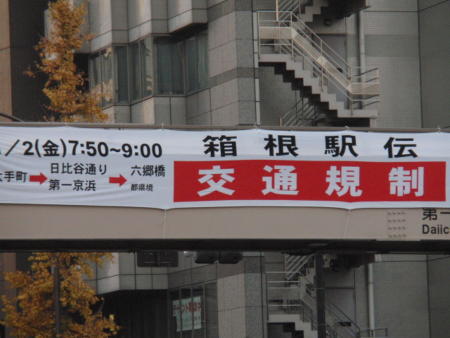 ／2(金)7:50~9:00
手町➡日比谷通り 第一京浜➡六郷橋 都県境
箱根駅伝
交通規制
第一
Daiic